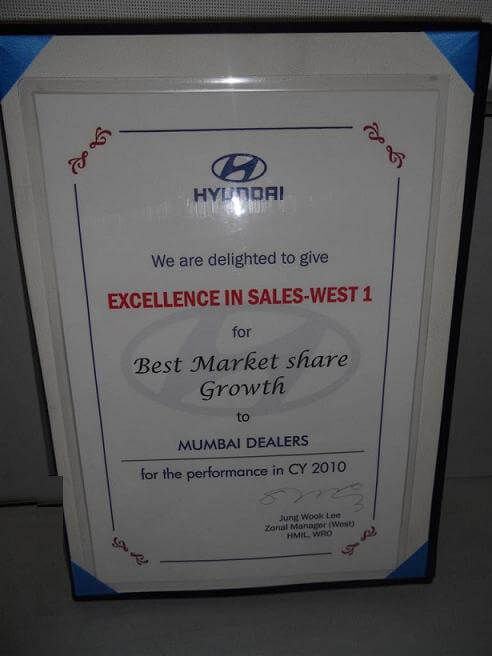 HYUNDAI
We are delighted to give
EXCELLENCE IN SALES-WEST 1
for
Best Market share
Growth
to
MUMBAI DEALERS
for the performance in CY 2010
Jung Wook Lee
Zonal Manager (West)
HMIL, WRO